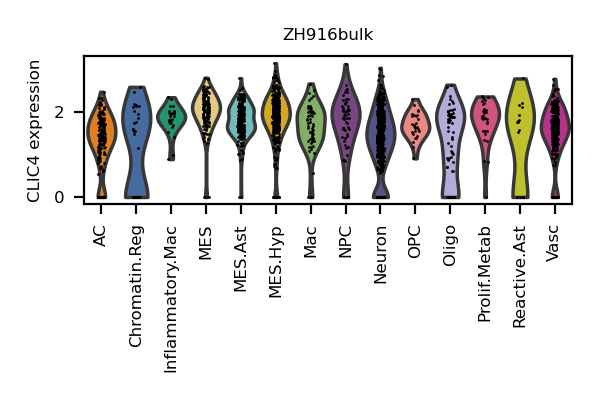 ZH916bulk
CLIC4 expression
2
0
AC
Chromatin.Reg
Inflammatory.Mac
MES
MES.Ast
MES.Hyp
Mac
NPC
Neuron
OPC
Oligo
Prolif.Metab
Reactive.Ast
Vasc